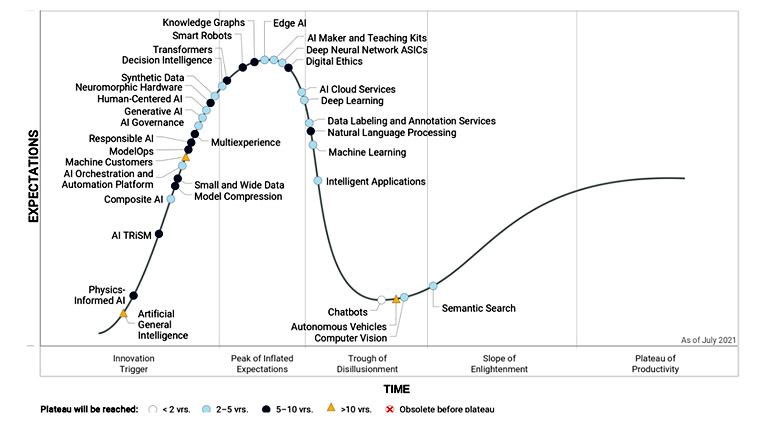 Knowledge Graphs
Edge AI
Smart Robots
AI Maker and Teaching Kits
Transformers
Deep Neural Network ASICs
Decision Intelligence
Digital Ethics
Synthetic Data
Neuromorphic Hardware
AI Cloud Services
Human-Centered AI
Deep Learning
Generative AI
AI Governance
Data Labeling and Annotation Services
Natural Language Processing
Responsible AI
Multiexperience
ModelOps
Machine Learning
Machine Customers
AI Orchestration and
Automation Platform
Intelligent Applications
Small and Wide Data
Model Compression
Composite AI
AI TRiSM
Physics-
Informed AI
Artificial
General
Intelligence
Chatbots
Autonomous Vehicles
Computer Vision
Semantic Search
EXPECTATIONS
As of July 2021
Innovation
Trigger
Peak of Inflated
Expectations
Trough of
Disillusionment
Slope of
Enlightenment
Plateau of
Productivity
TIME
Plateau will be reached: < 2 yrs. 2–5 yrs. 5–10 yrs. >10 yrs. Obsolete before plateau